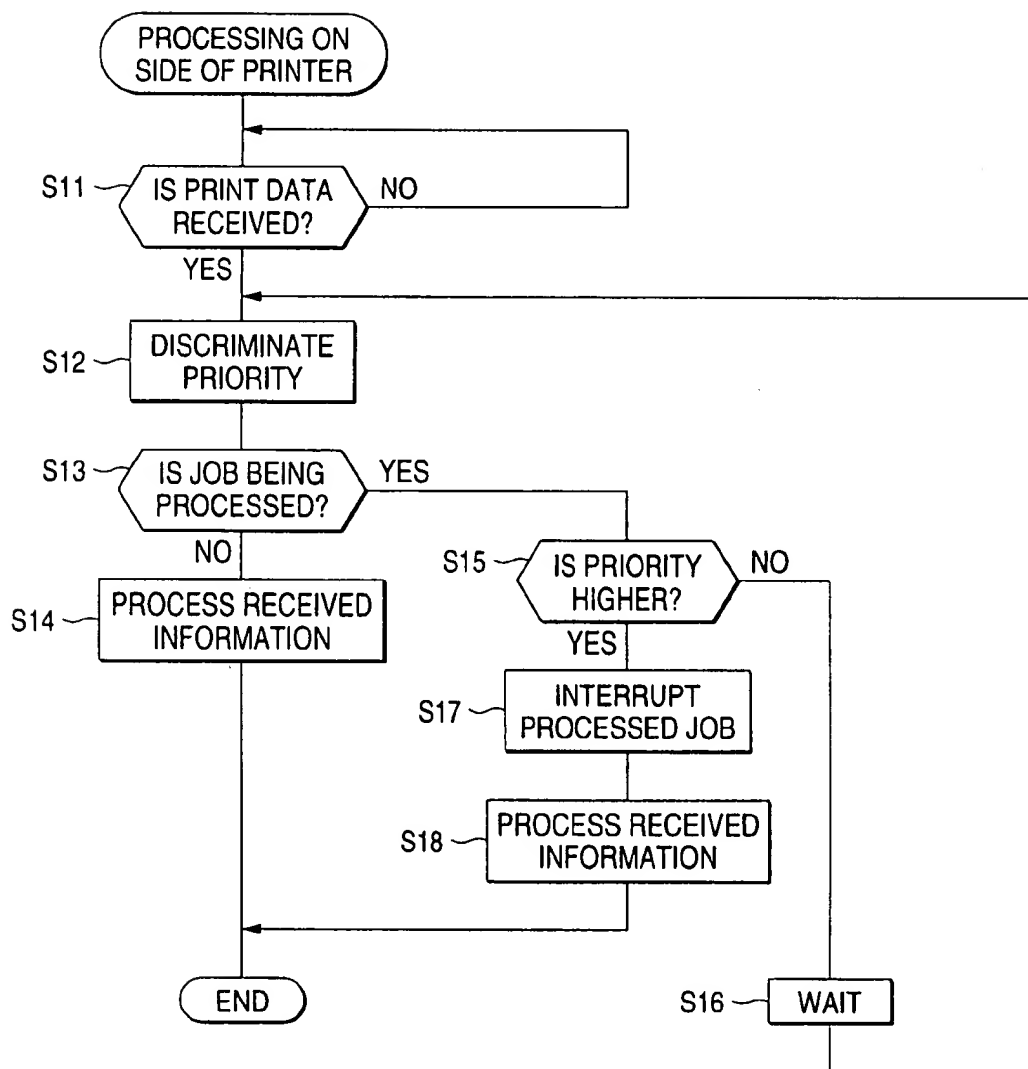 PROCESSING ON
SIDE OF PRINTER
S11
IS PRINT DATA
RECEIVED?
NO
YES
S12
DISCRIMINATE
PRIORITY
S13
IS JOB BEING
PROCESSED?
YES
NO
S14
PROCESS RECEIVED
INFORMATION
S15
IS PRIORITY
HIGHER?
NO
YES
S17
INTERRUPT
PROCESSED JOB
S18
PROCESS RECEIVED
INFORMATION
END
S16
WAIT